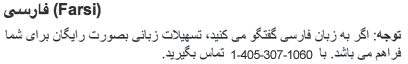 فارسی (Farsi)
توجه: اگر به زبان فارسی گفتگو می کنید، تسهیلات زبانی بصورت رایگان برای شما
فراهم می باشد. با 1-405-307-1060 تماس بگیرید.